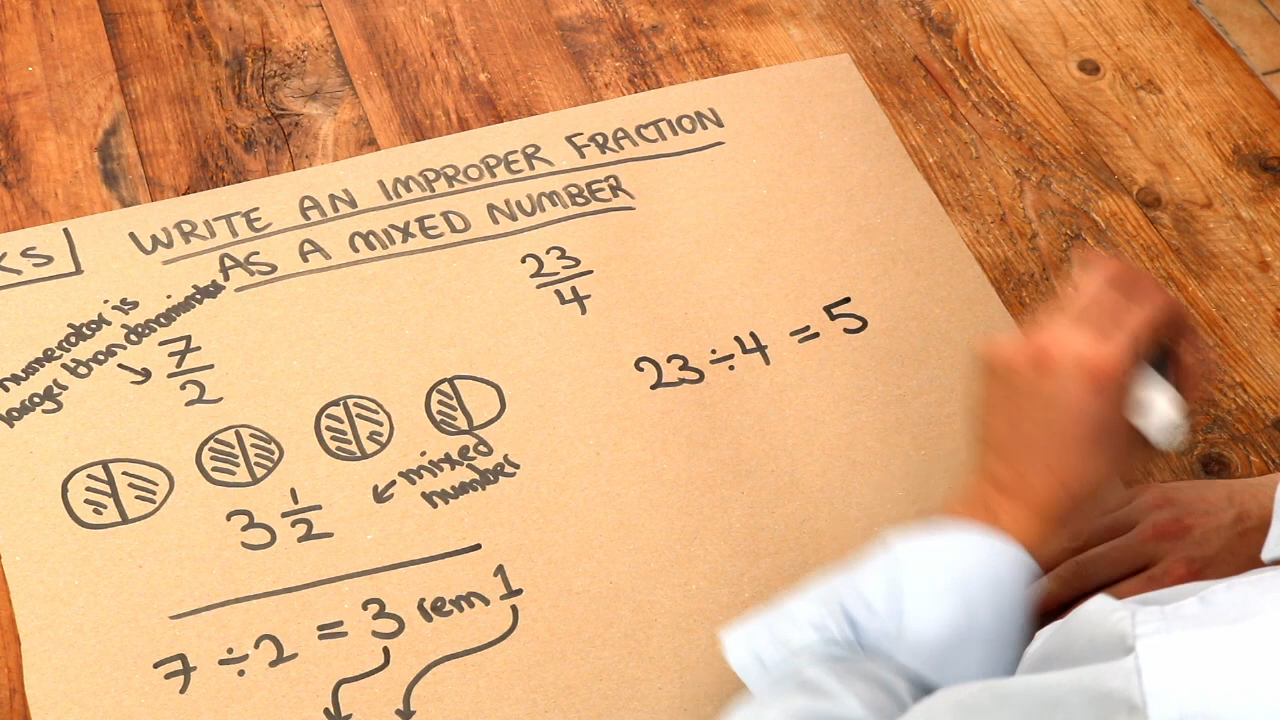 KS
WRITE AN IMPROPER FRACTION
AS A MIXED NUMBER
numerator is
larger than denominator
7
2
3 1/2
mixed
number
7 ÷ 2 = 3 rem 1
23
4
23 ÷ 4 = 5